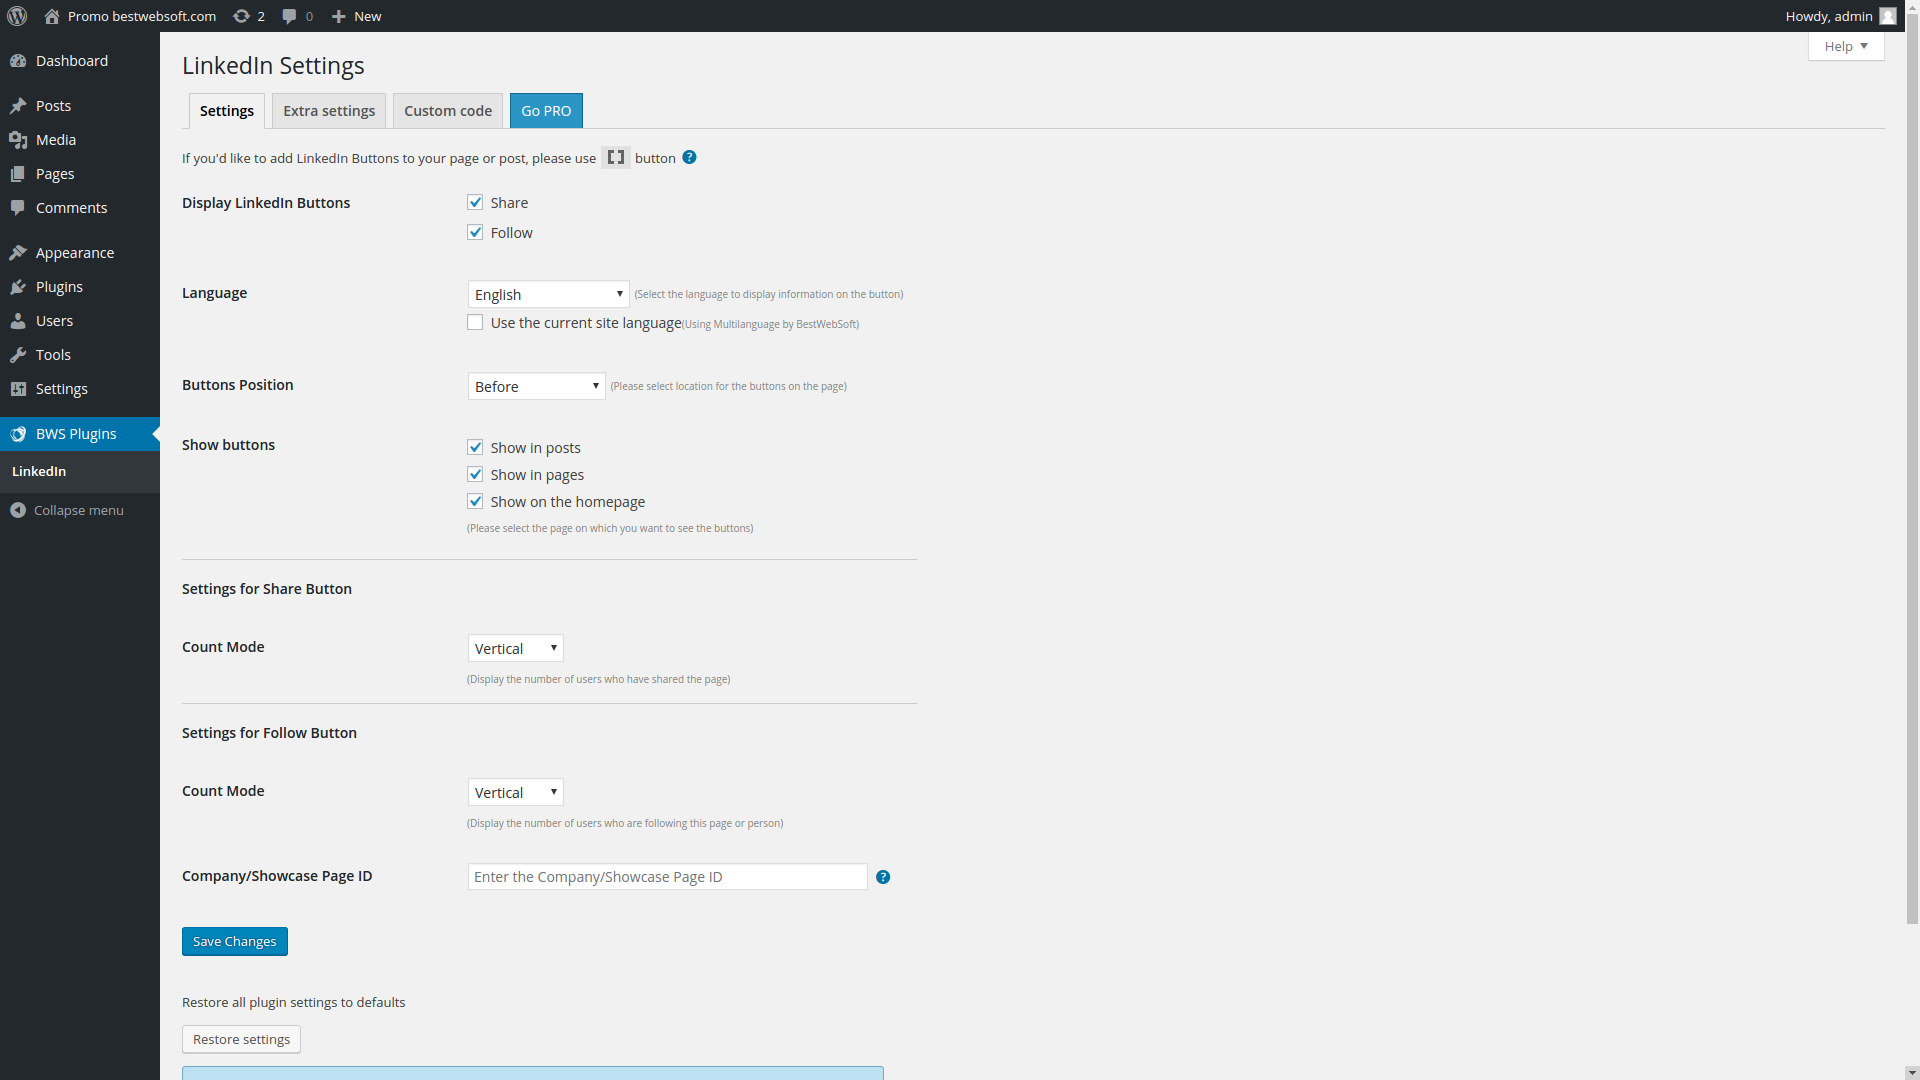 Promo bestwebsoft.com 2 0 New Howdy, admin
Help
Dashboard
Posts
Media
Pages
Comments
Appearance
Plugins
Users
Tools
Settings
BWS Plugins
LinkedIn
Collapse menu
LinkedIn Settings
Settings Extra settings Custom code Go PRO
If you'd like to add LinkedIn Buttons to your page or post, please use [] button ?
Display LinkedIn Buttons Share
Follow
Language English (Select the language to display information on the button)
Use the current site language(Using Multilanguage by BestWebSoft)
Buttons Position Before (Please select location for the buttons on the page)
Show buttons Show in posts
Show in pages
Show on the homepage
(Please select the page on which you want to see the buttons)
Settings for Share Button
Count Mode Vertical
(Display the number of users who have shared the page)
Settings for Follow Button
Count Mode Vertical
(Display the number of users who are following this page or person)
Company/Showcase Page ID Enter the Company/Showcase Page ID ?
Save Changes
Restore all plugin settings to defaults
Restore settings